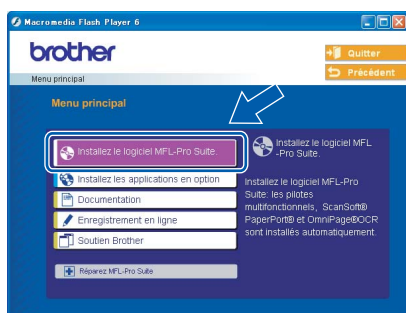 Macromedia Flash Player 6
brother
Quitter
Menu principal
Précédent
Menu principal
Installez le logiciel MFL-Pro Suite.
Installez les applications en option
Documentation
Enregistrement en ligne
Soutien Brother
Réparez MFL-Pro Suite
Installez le logiciel MFL
-Pro Suite.
Installez le logiciel MFL-Pro
Suite: les pilotes
multifonctionnels, ScanSoft®
PaperPort® et OmniPage®OCR
sont installés automatiquement.